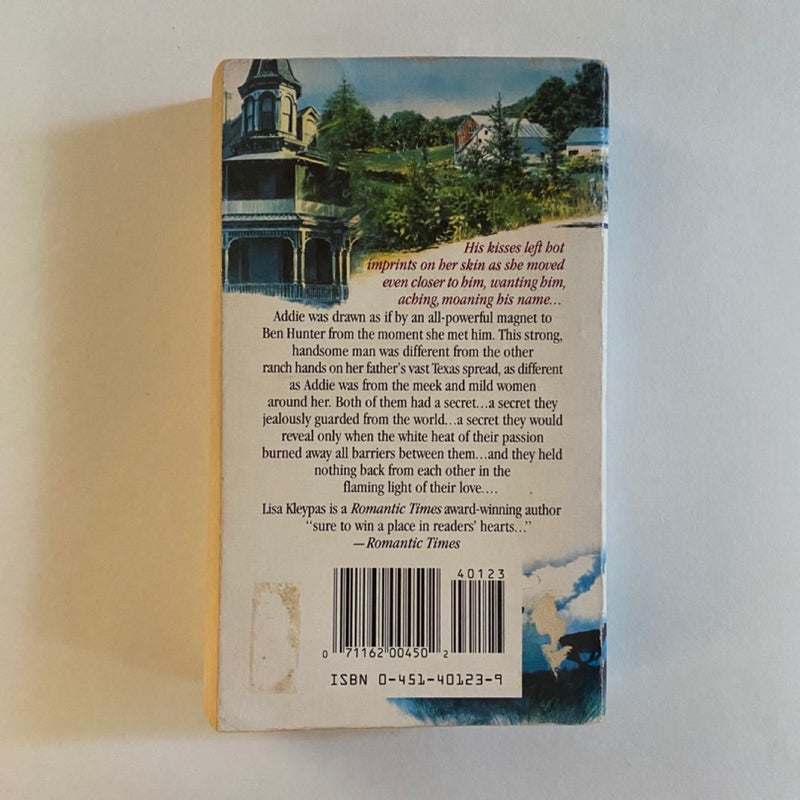 His kisses left hot
imprints on her skin as she moved
even closer to him, wanting him,
aching, moaning his name...
Addie was drawn as if by an all-powerful magnet to
Ben Hunter from the moment she met him. This strong,
handsome man was different from the other
ranch hands on her father's vast Texas spread, as different
as Addie was from the meek and mild women
around her. Both of them had a secret...a secret they
jealously guarded from the world...a secret they would
reveal only when the white heat of their passion
burned away all barriers between them...and they held
nothing back from each other in the
flaming light of their love....
Lisa Kleypas is a Romantic Times award-winning author
"sure to win a place in readers' hearts..."
—Romantic Times
40123
0 71162 00450 2
ISBN 0-451-40123-9